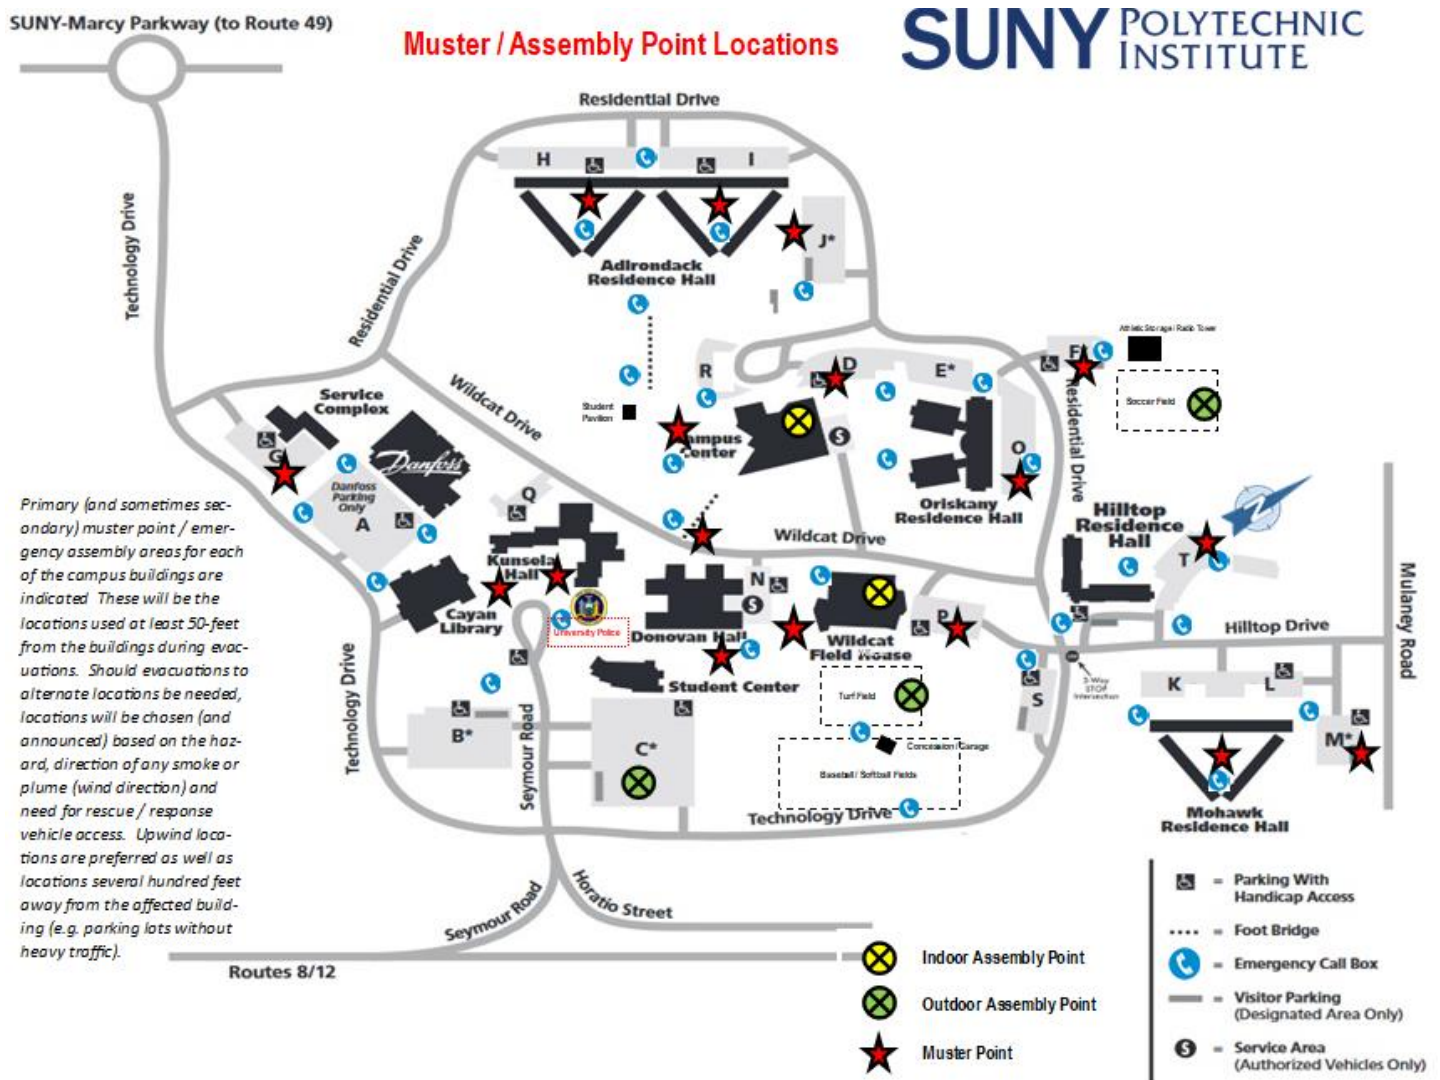 SUNY-Marcy Parkway (to Route 49)
Muster / Assembly Point Locations
SUNY POLYTECHNIC
INSTITUTE
Residential Drive
H
I
J*
Technology Drive
Residential Drive
Adirondack
Residence Hall
Athletic Storage / Radio Tower
R
D
E*
F*
Soccer Field
Service
Complex
Wildcat Drive
Student
Pavilion
Campus
Center
S
O
Residential Drive
G
Danfoss
Danfoss
Parking
Only
A
Q
Oriskany
Residence Hall
Hilltop
Residence
Hall
T
Wildcat Drive
Kunsela
Hall
N
S
Cayan
Library
University Police
Donovan Hall
Wildcat
Field House
P
Hilltop Drive
Mulaney Road
Student Center
3-Way
STOP
Intersection
Turf Field
S
K
L
M*
Technology Drive
B*
Seymour Road
C*
Concession / Garage
Baseball / Softball Fields
Technology Drive
Mohawk
Residence Hall
Primary (and sometimes sec-
ondary) muster point / emer-
gency assembly areas for each
of the campus buildings are
indicated These will be the
locations used at least 50-feet
from the buildings during evac-
uations. Should evacuations to
alternate locations be needed,
locations will be chosen (and
announced) based on the haz-
ard, direction of any smoke or
plume (wind direction) and
need for rescue / response
vehicle access. Upwind loca-
tions are preferred as well as
locations several hundred feet
away from the affected build-
ing (e.g. parking lots without
heavy traffic).
Seymour Road
Horatio Street
Routes 8/12
Indoor Assembly Point
Outdoor Assembly Point
Muster Point
= Parking With
Handicap Access
= Foot Bridge
= Emergency Call Box
= Visitor Parking
(Designated Area Only)
S = Service Area
(Authorized Vehicles Only)